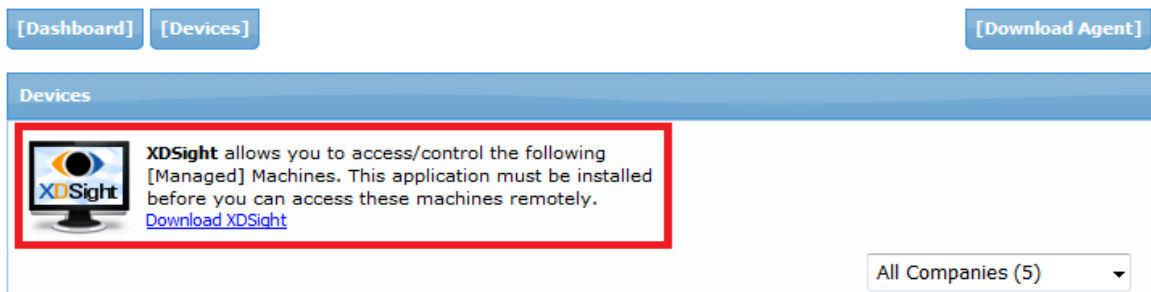 [Dashboard] [Devices] [Download Agent]
Devices
XDSight allows you to access/control the following
[Managed] Machines. This application must be installed
before you can access these machines remotely.
Download XDSight
XDSight
All Companies (5)